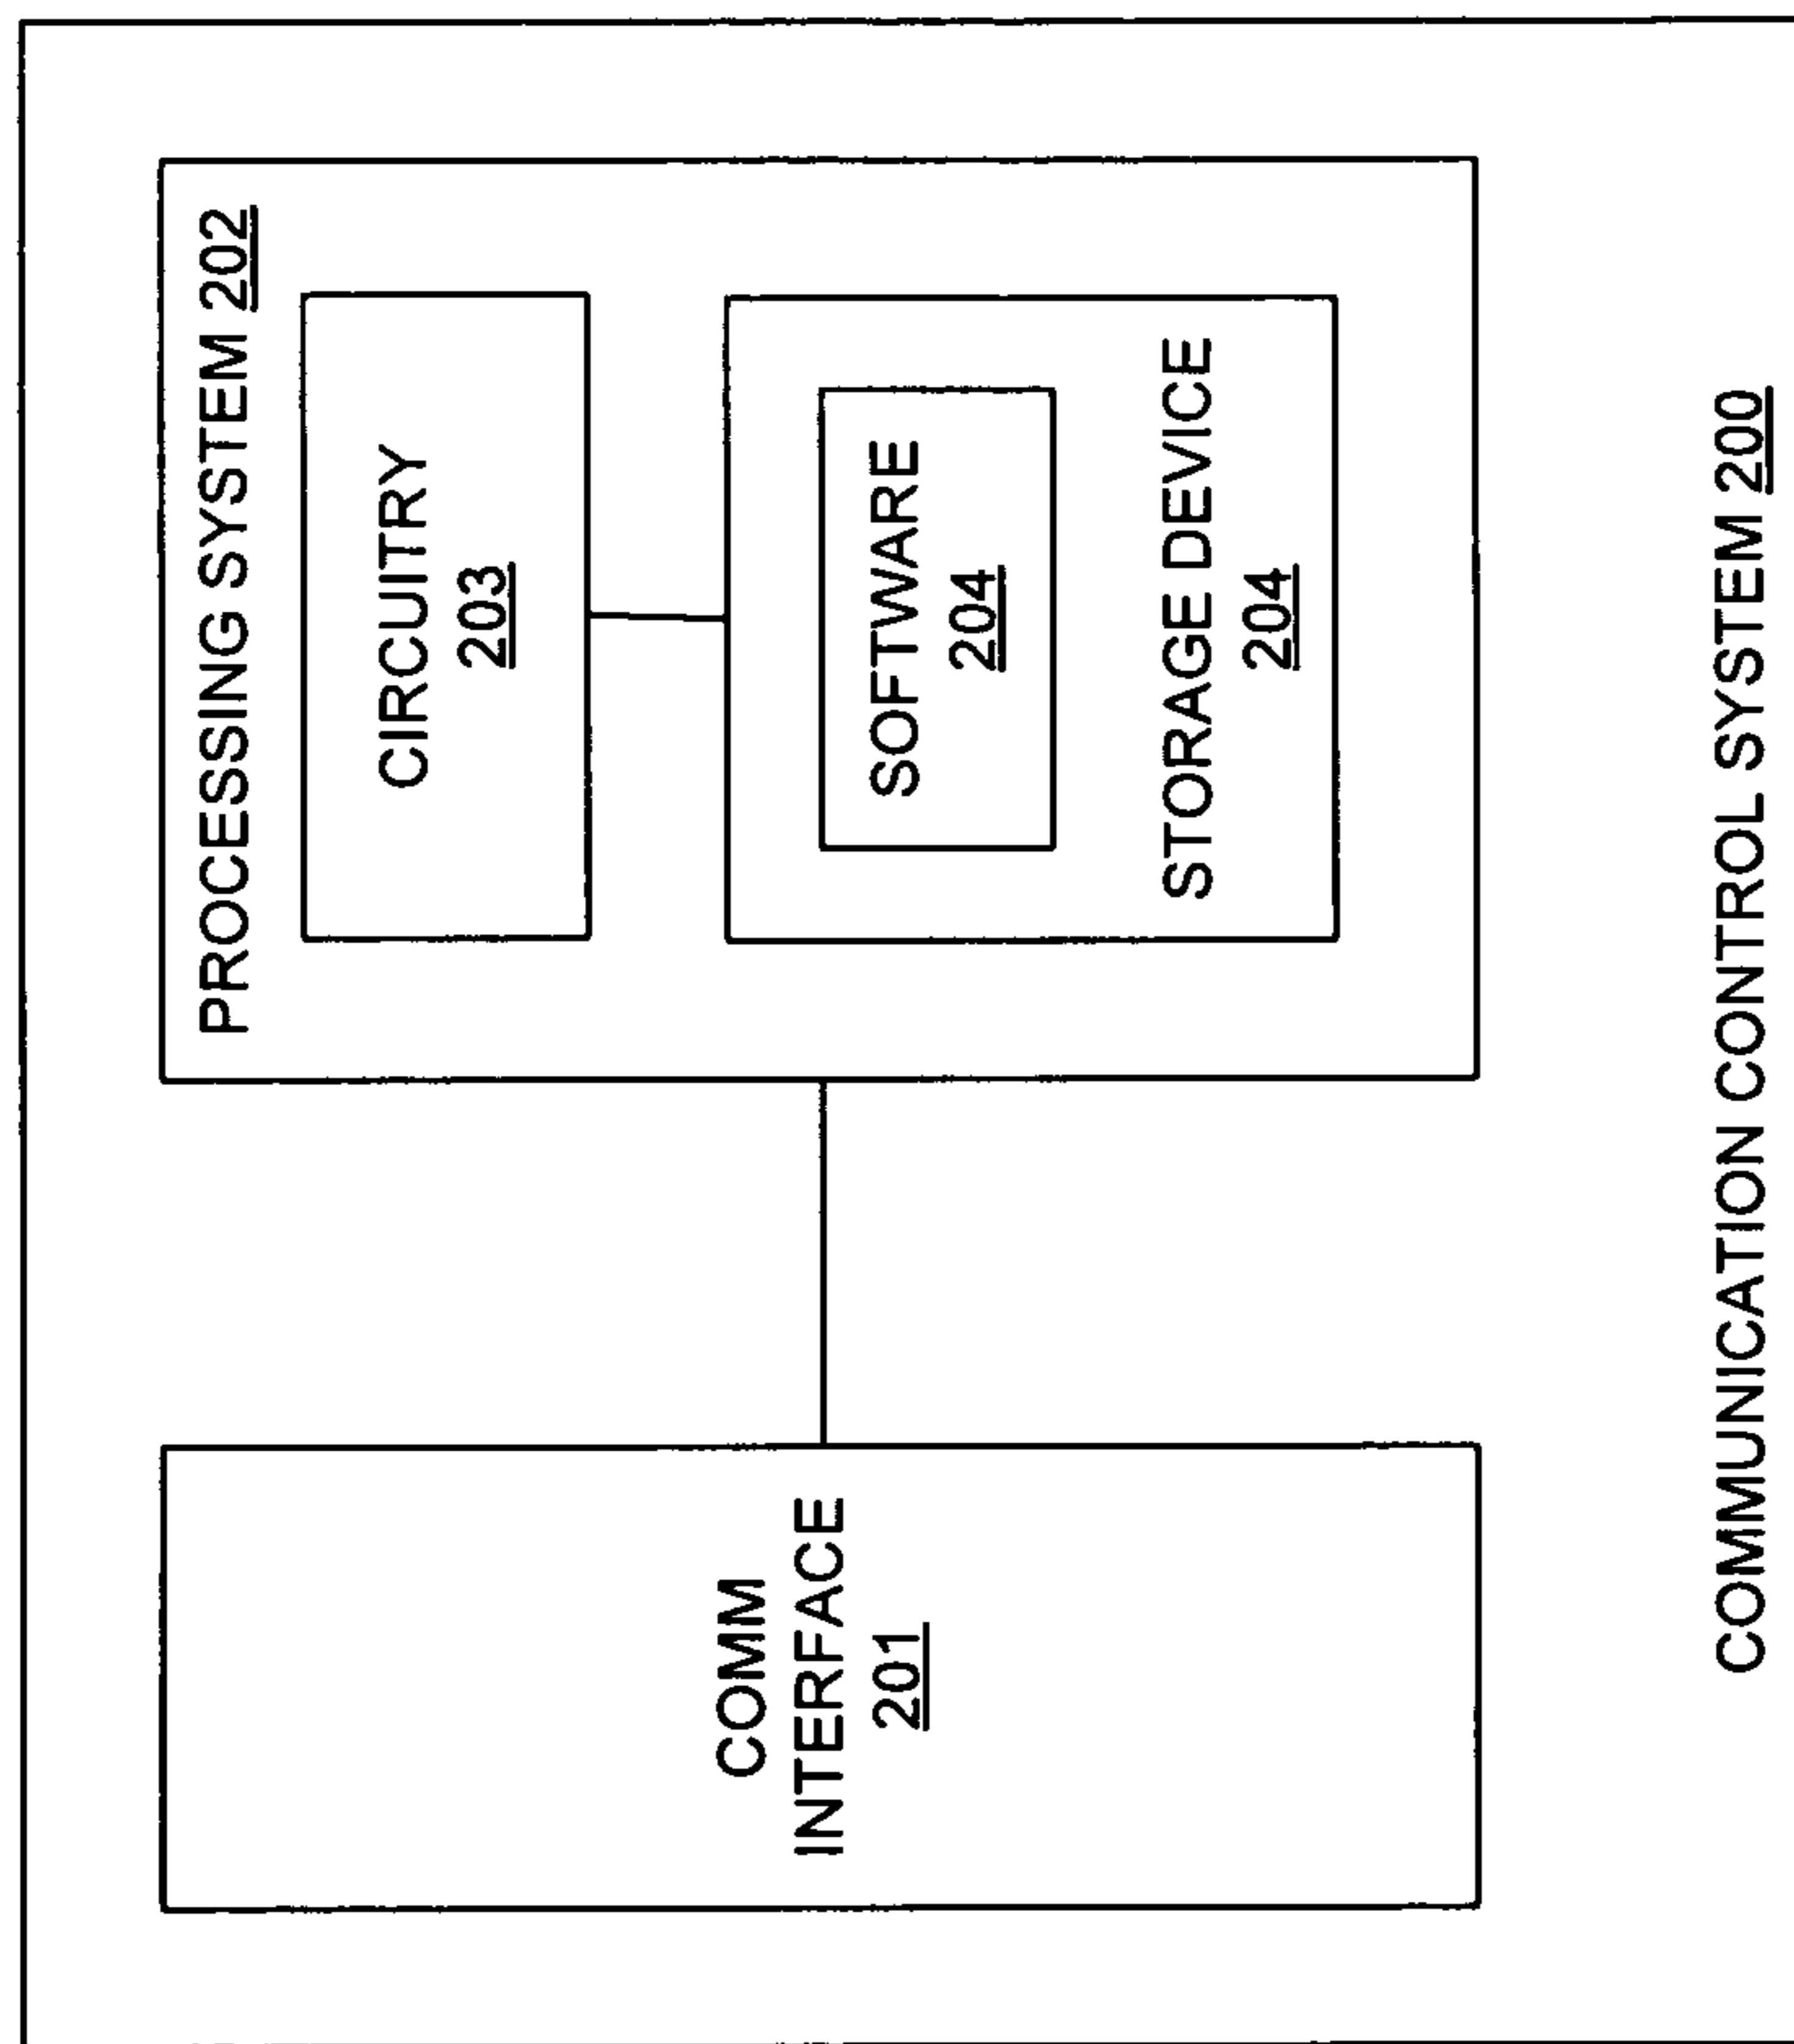 COMM
INTERFACE
201
PROCESSING SYSTEM 202
CIRCUITRY
203
SOFTWARE
204
STORAGE DEVICE
204
COMMUNICATION CONTROL SYSTEM 200